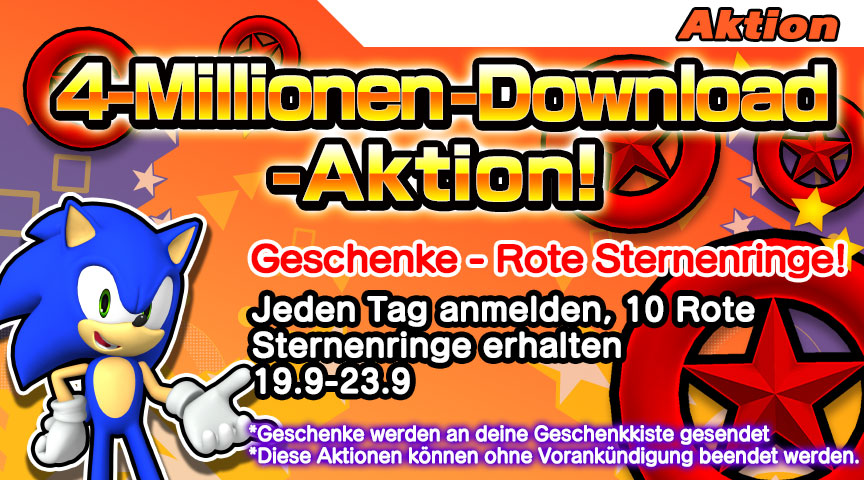 Aktion
4-Millionen-Download
-Aktion!
Geschenke - Rote Sternenringe!
Jeden Tag anmelden, 10 Rote
Sternenringe erhalten
19.9-23.9
*Geschenke werden an deine Geschenkkiste gesendet
*Diese Aktionen können ohne Vorankündigung beendet werden.